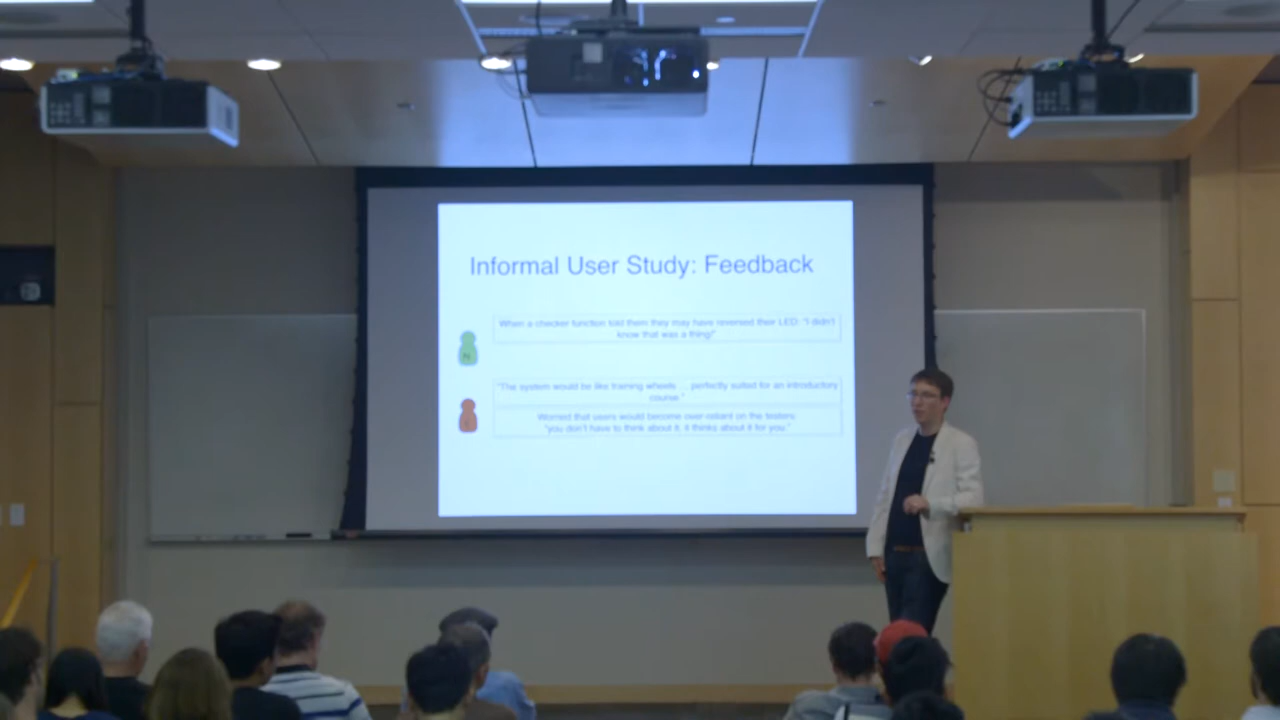 Informal User Study: Feedback
When a checker function told them they may have reversed their LED: "I didn't
know that was a thing!"
N
"The system would be like training wheels ... perfectly suited for an introductory
course."
Worried that users would become over-reliant on the testers:
"you don't have to think about it, it thinks about it for you."